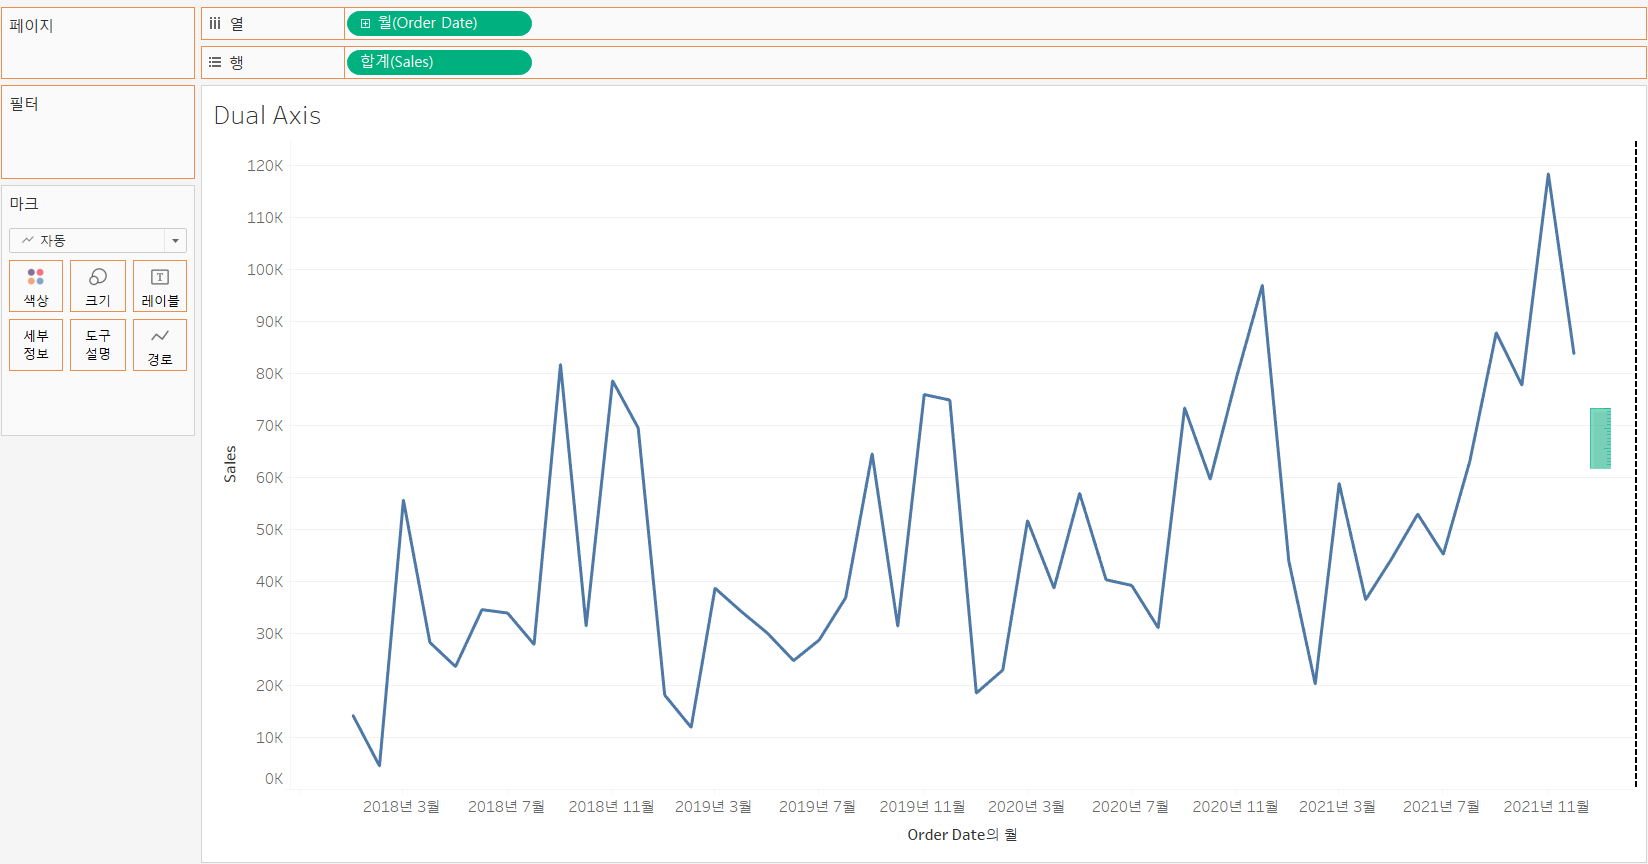 페이지
열
월(Order Date)
행
합계(Sales)
필터
마크
자동
색상
크기
레이블
세부
정보
도구
설명
경로
Dual Axis
120K
110K
100K
90K
80K
70K
60K
50K
40K
30K
20K
10K
0K
Sales
2018년 3월
2018년 7월
2018년 11월
2019년 3월
2019년 7월
2019년 11월
2020년 3월
2020년 7월
2020년 11월
2021년 3월
2021년 7월
2021년 11월
Order Date의 월